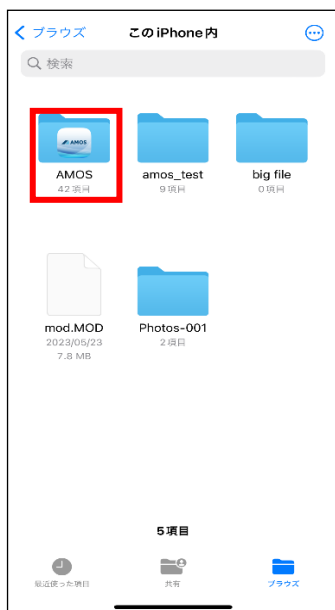 ブラウズ
このiPhone内
検索
AMOS
AMOS
42 項目
amos_test
9 項目
big file
0 項目
mod.MOD
2023/05/23
7.8 MB
Photos-001
2 項目
5 項目
最近使った項目
共有
ブラウズ